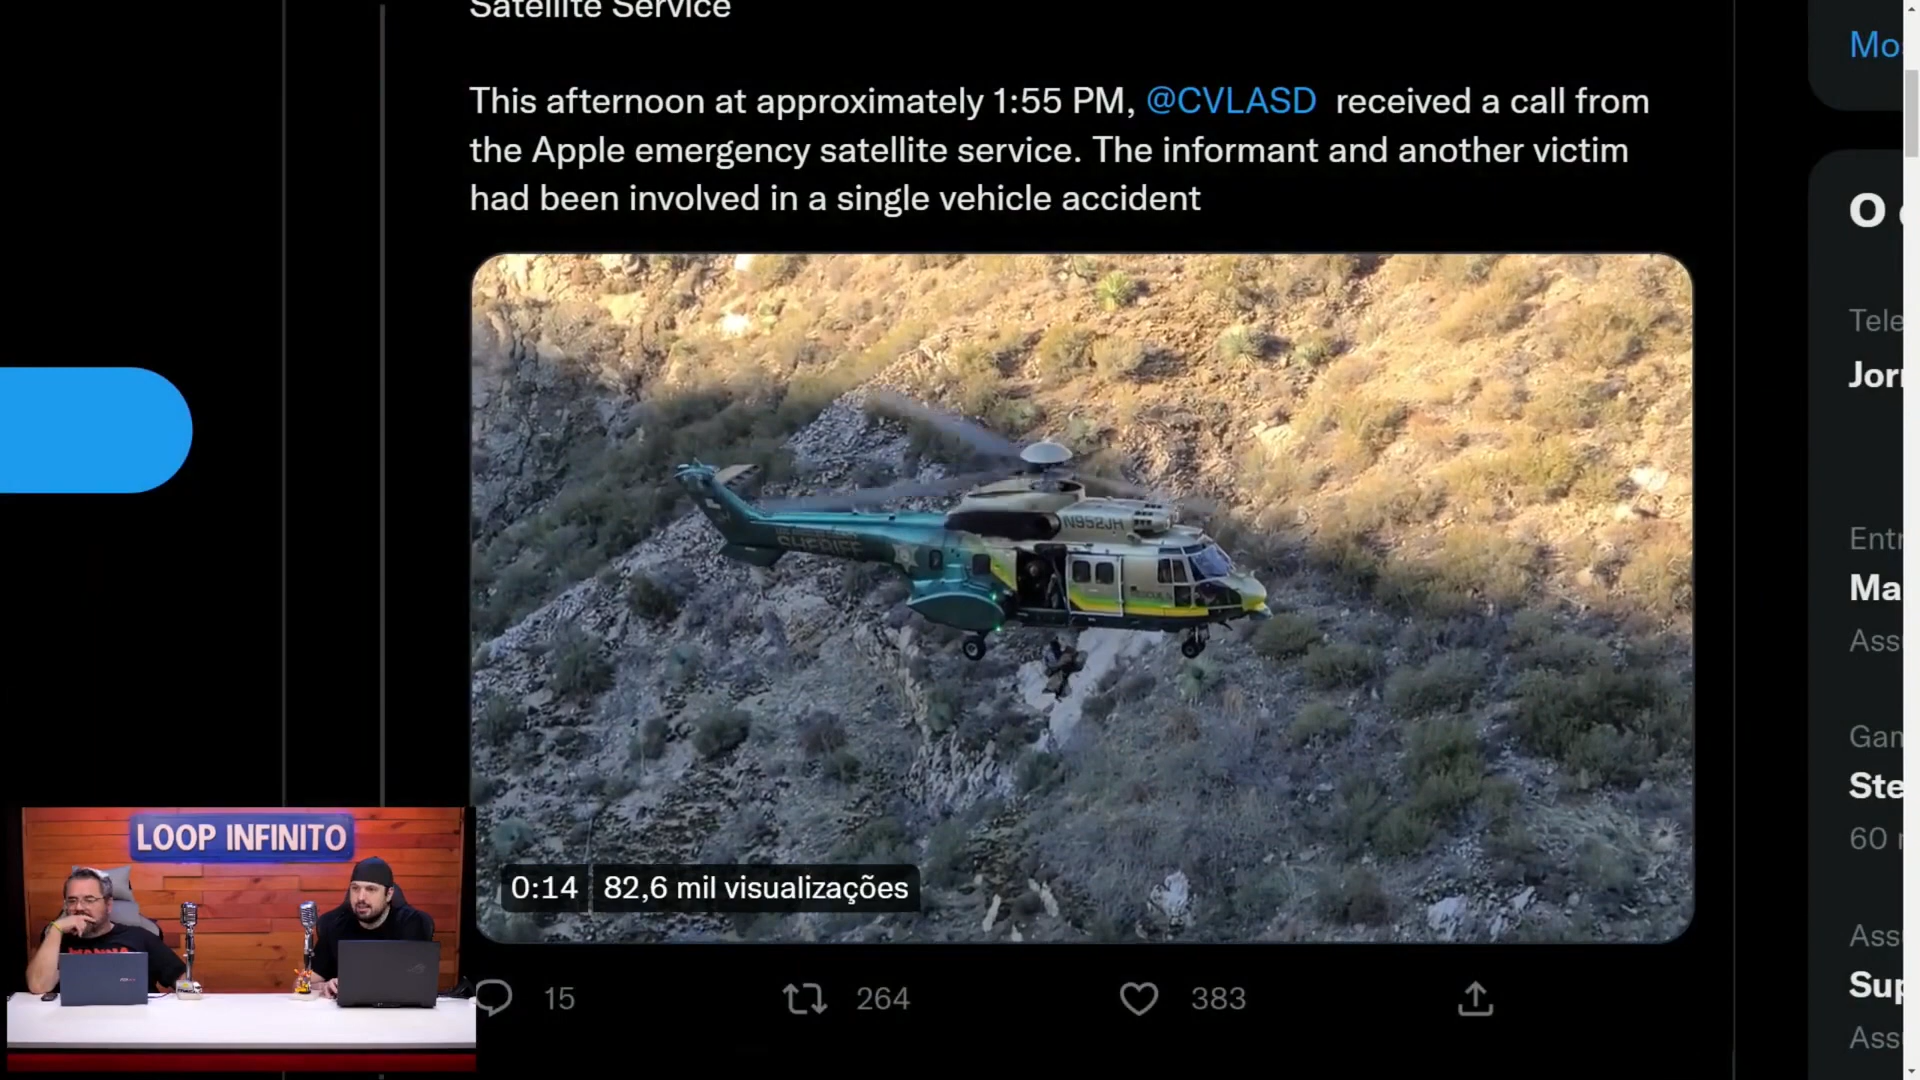 Satellite Service
This afternoon at approximately 1:55 PM, @CVLASD received a call from
the Apple emergency satellite service. The informant and another victim
had been involved in a single vehicle accident
N952JH
SHERIFF
0:14 82,6 mil visualizações
15 264 383
LOOP INFINITO
Mo
O
Tele
Jorn
Entr
Ma
Ass
Gam
Ste
60
Ass
Sup
Ass